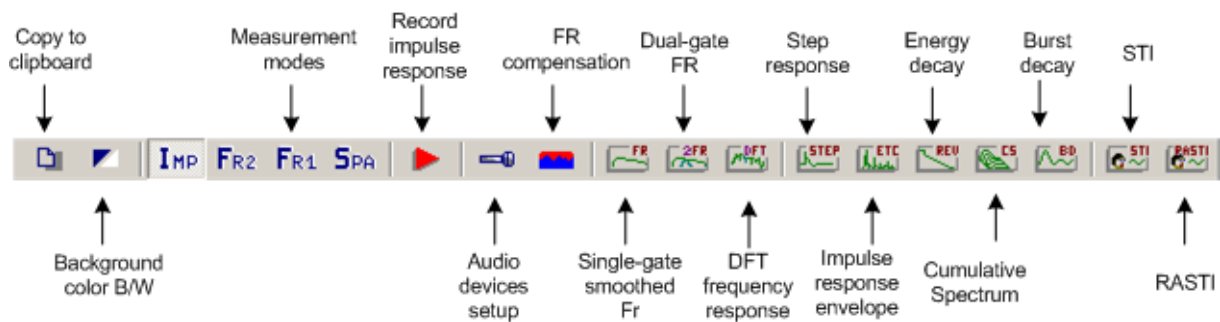 Copy to
clipboard
Measurement
modes
Record
impulse
response
FR
compensation
Dual-gate
FR
Step
response
Energy
decay
Burst
decay
STI
IMP
FR2
FR1
SPA
FR
2FR
DFT
STEP
ETC
REV
CS
BD
STI
RASTI
Background
color B/W
Audio
devices
setup
Single-gate
smoothed
Fr
DFT
frequency
response
Impulse
response
envelope
Cumulative
Spectrum
RASTI